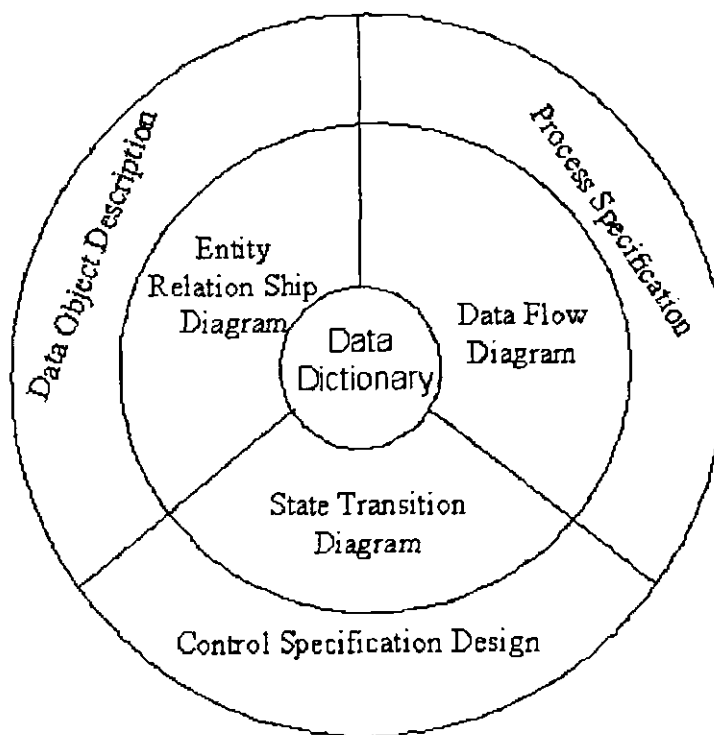 Data Object Description
Process Specification
Entity
Relation Ship
Diagram
Data
Dictionary
Data Flow
Diagram
State Transition
Diagram
Control Specification Design